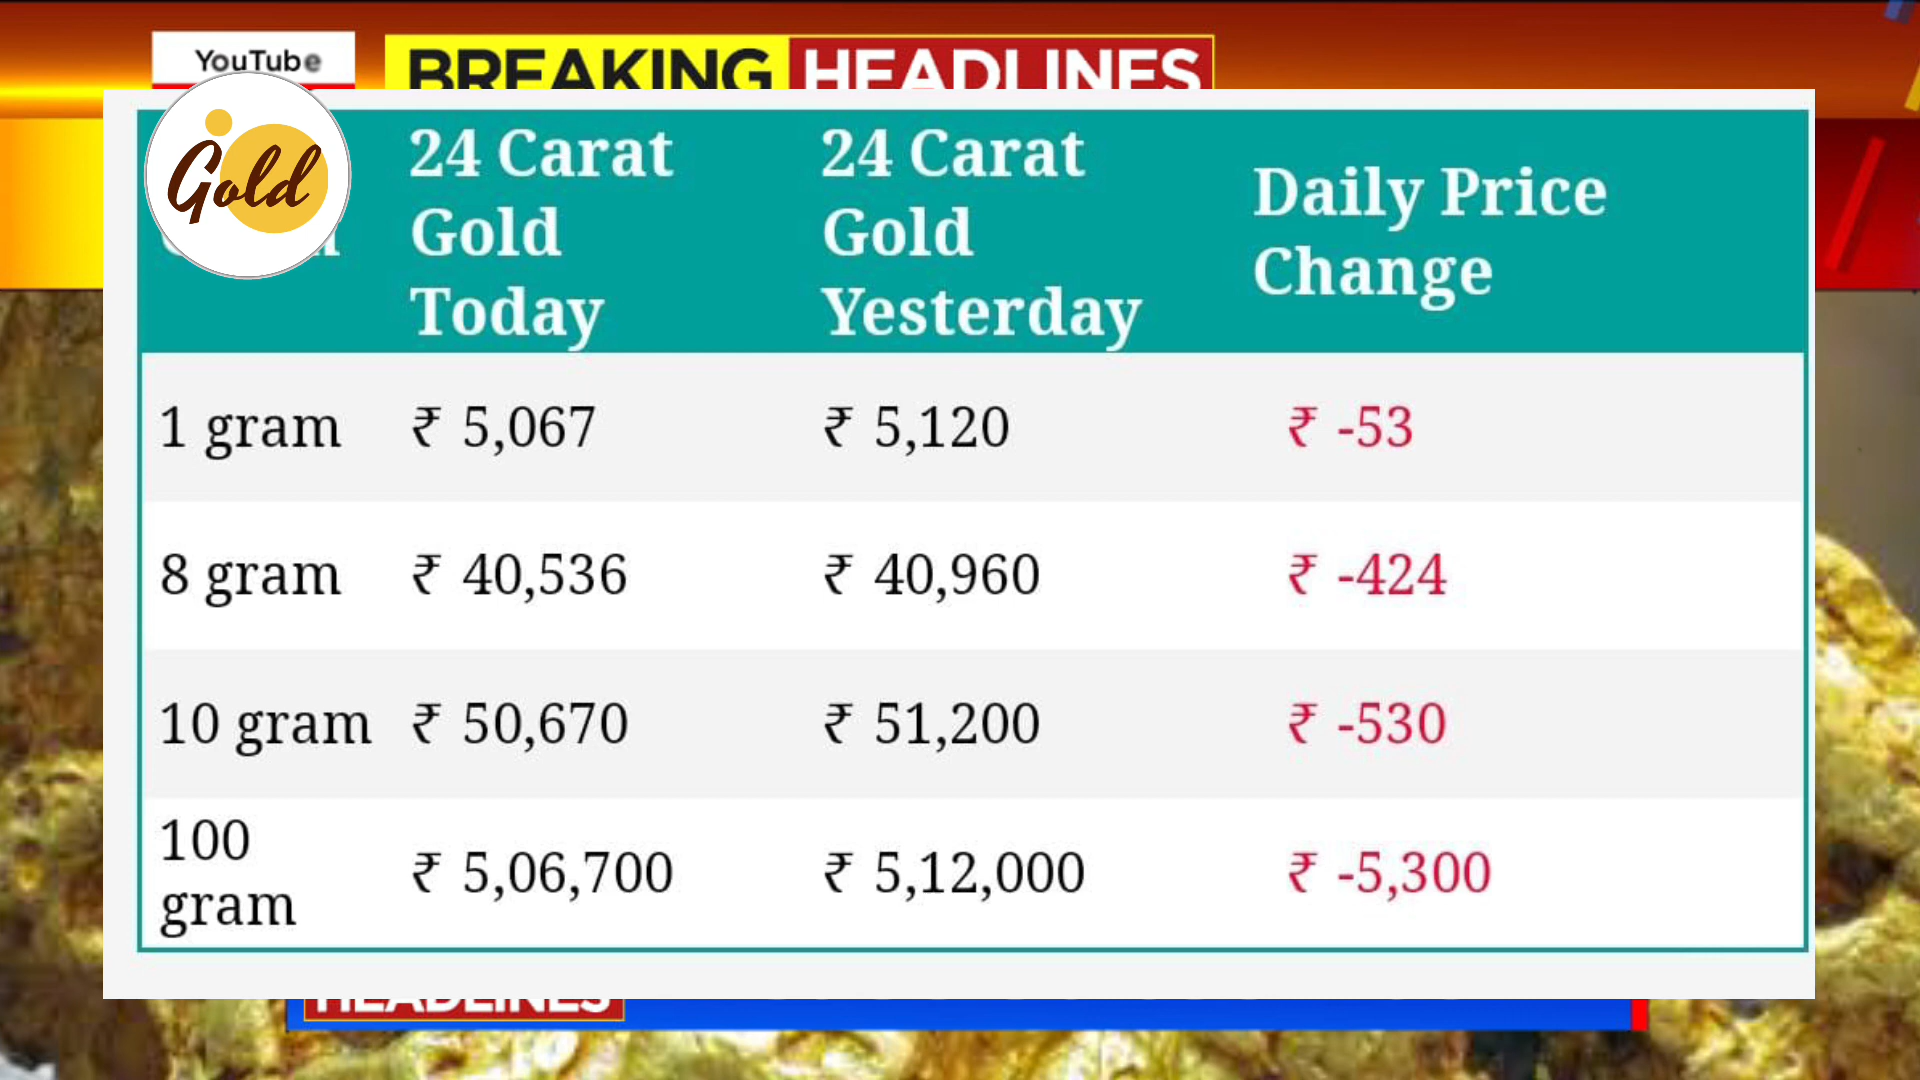 YouTube
BREAKING HEADLINES
Gold
24 Carat
Gold
Today
24 Carat
Gold
Yesterday
Daily Price
Change
1 gram ₹ 5,067 ₹ 5,120 ₹ -53
8 gram ₹ 40,536 ₹ 40,960 ₹ -424
10 gram ₹ 50,670 ₹ 51,200 ₹ -530
100
gram
₹ 5,06,700 ₹ 5,12,000 ₹ -5,300
HEADLINES